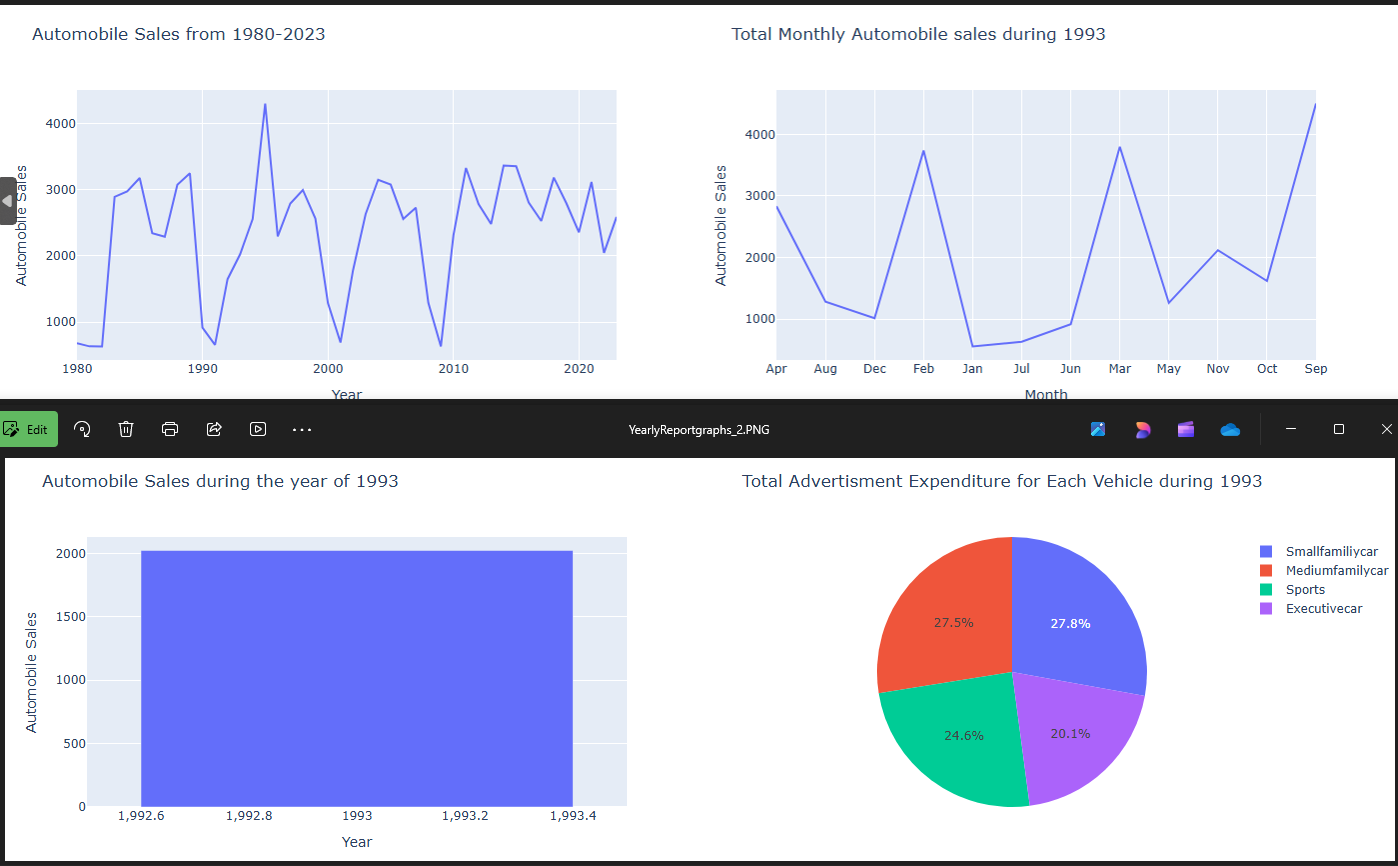 Automobile Sales from 1980-2023
Automobile Sales
4000
3000
2000
1000
1980 1990 2000 2010 2020
Year
Total Monthly Automobile sales during 1993
Automobile Sales
4000
3000
2000
1000
Apr Aug Dec Feb Jan Jul Jun Mar May Nov Oct Sep
Month
Edit
YearlyReportgraphs_2.PNG
Automobile Sales during the year of 1993
Automobile Sales
2000
1500
1000
500
0
1,992.6 1,992.8 1993 1,993.2 1,993.4
Year
Total Advertisment Expenditure for Each Vehicle during 1993
27.5% 27.8%
24.6% 20.1%
Smallfamiliycar
Mediumfamilycar
Sports
Executivecar